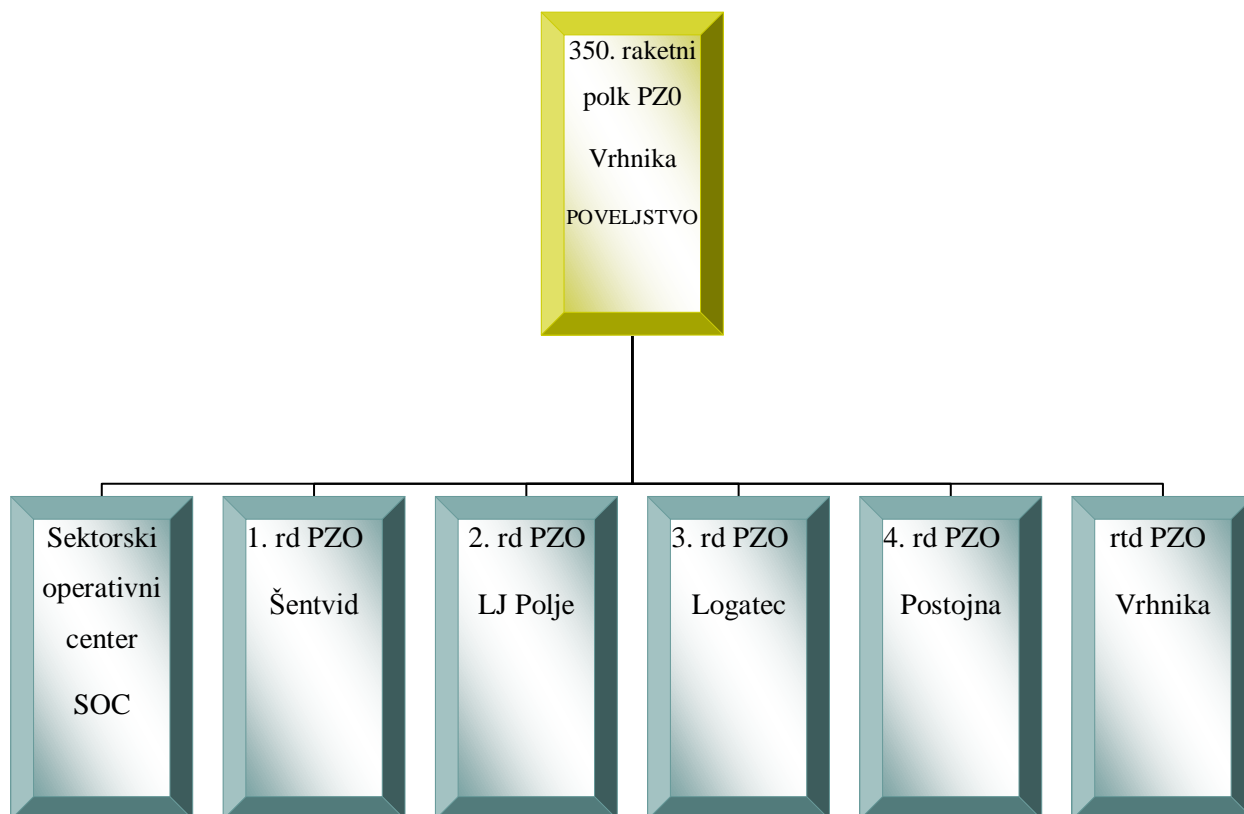 350. raketni
polk PZ0
Vrhnika
POVELJSTVO
Sektorski
operativni
center
SOC
1. rd PZO
Šentvid
2. rd PZO
LJ Polje
3. rd PZO
Logatec
4. rd PZO
Postojna
rtd PZO
Vrhnika